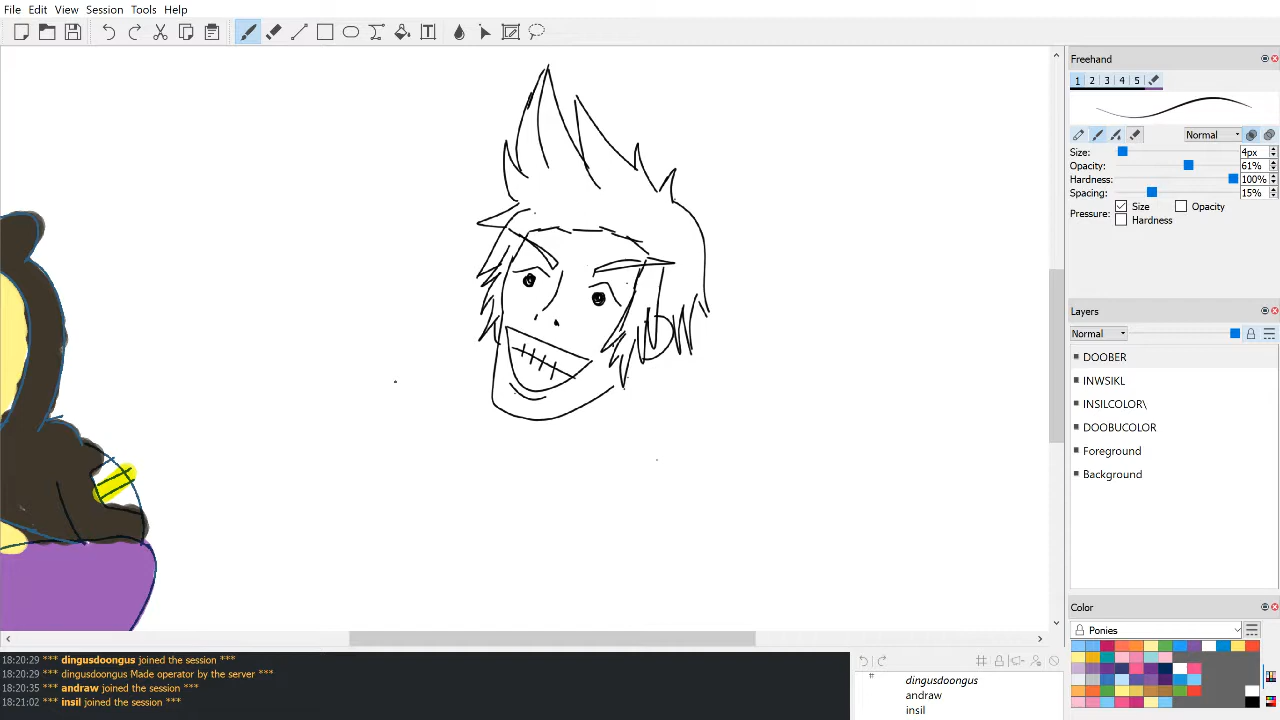 File Edit View Session Tools Help
Freehand
1 2 3 4 5
Normal
Size: 4px
Opacity: 61%
Hardness: 100%
Spacing: 15%
Pressure: Size Opacity
Hardness
Layers
Normal
DOOBER
INWSIKL
INSILCOLOR\
DOOBUCOLOR
Foreground
Background
Color
Ponies
18:20:29 *** dingusdoongus joined the session ***
18:20:29 *** dingusdoongus Made operator by the server ***
18:20:35 *** andraw joined the session ***
18:21:02 *** insil joined the session ***
dingusdoongus
andraw
insil